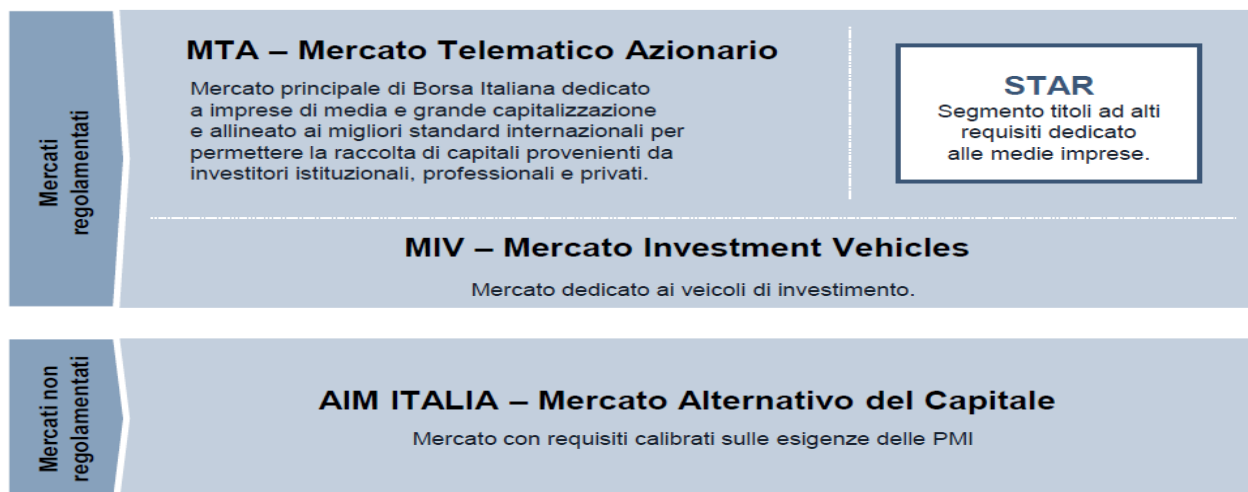 Mercati
regolamentati
MTA – Mercato Telematico Azionario
Mercato principale di Borsa Italiana dedicato
a imprese di media e grande capitalizzazione
e allineato ai migliori standard internazionali per
permettere la raccolta di capitali provenienti da
investitori istituzionali, professionali e privati.
STAR
Segmento titoli ad alti
requisiti dedicato
alle medie imprese.
MIV – Mercato Investment Vehicles
Mercato dedicato ai veicoli di investimento.
Mercati non
regolamentati
AIM ITALIA – Mercato Alternativo del Capitale
Mercato con requisiti calibrati sulle esigenze delle PMI